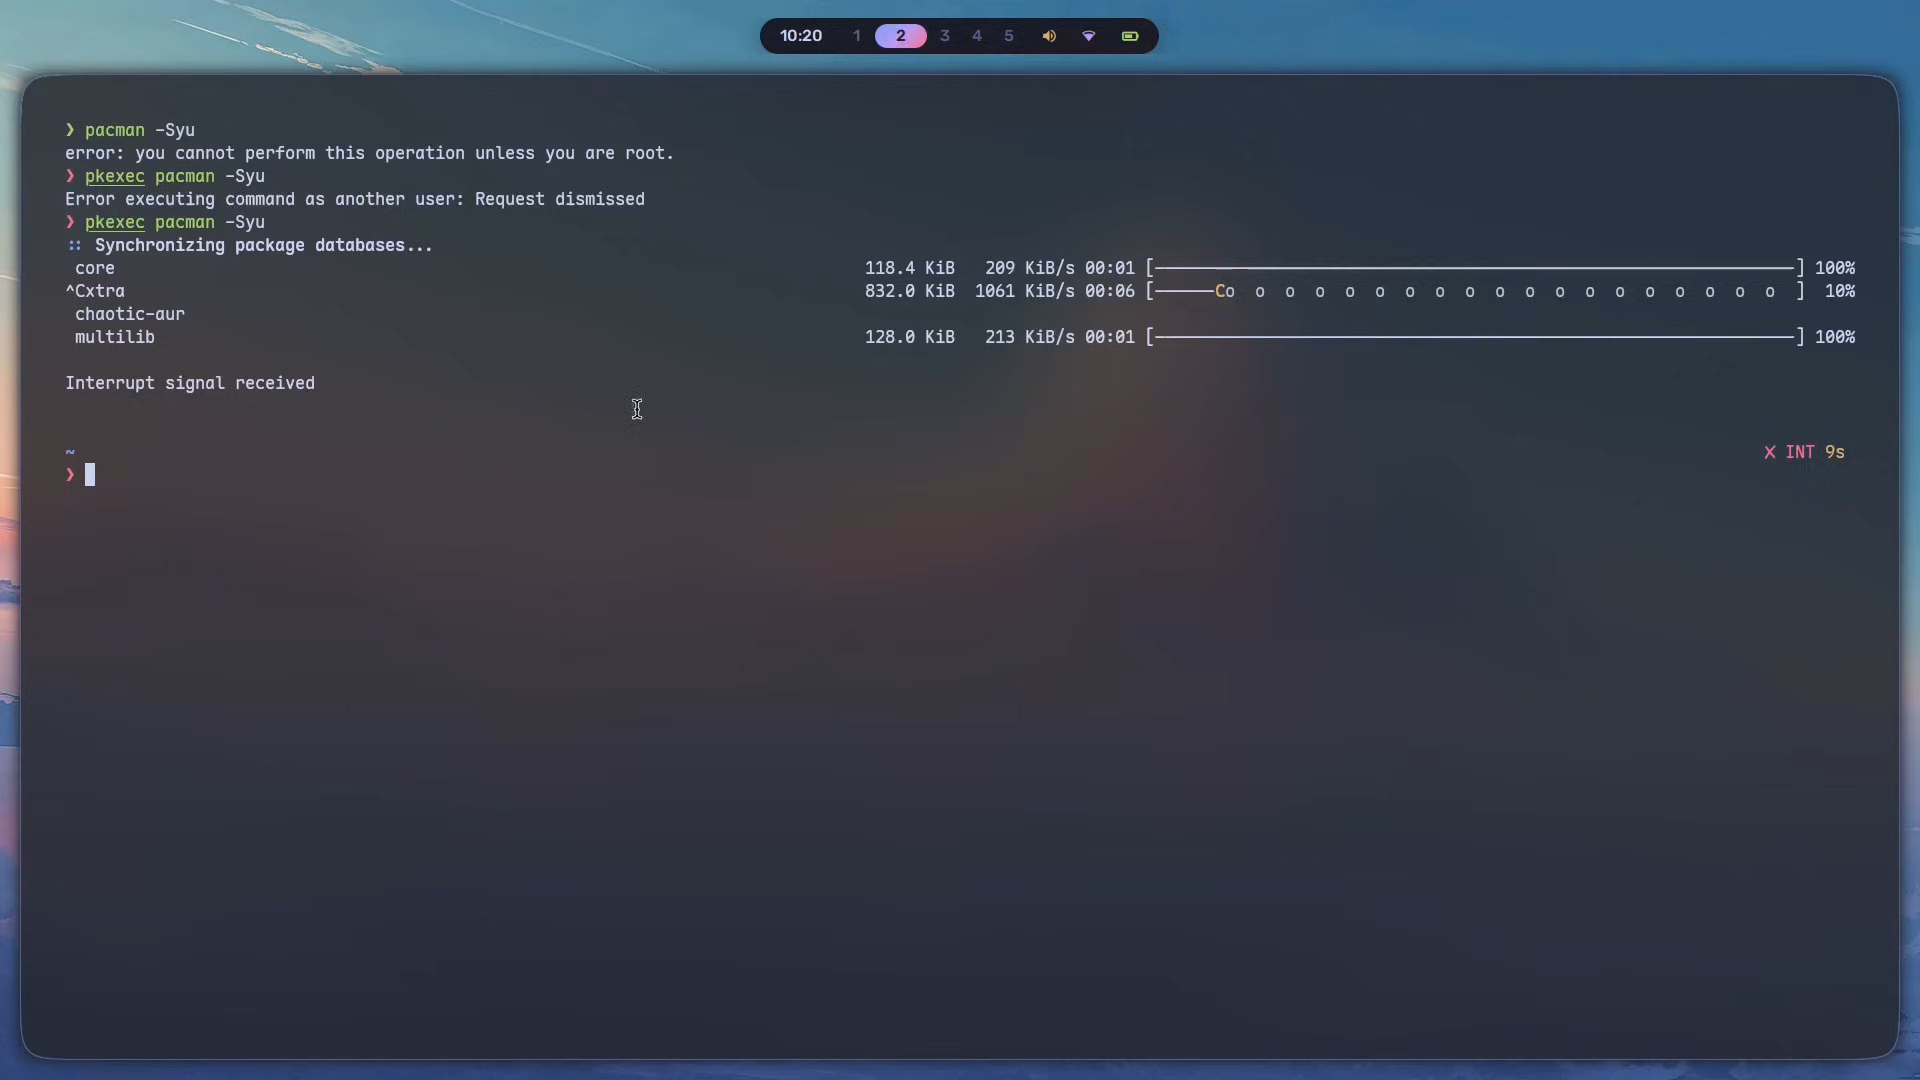 10:20 1 2 3 4 5
❯ pacman -Syu
error: you cannot perform this operation unless you are root.
❯ pkexec pacman -Syu
Error executing command as another user: Request dismissed
❯ pkexec pacman -Syu
:: Synchronizing package databases...
core 118.4 KiB 209 KiB/s 00:01 [----------------------------------------------------------------] 100%
^Cxtra 832.0 KiB 1061 KiB/s 00:06 [------Co o o o o o o o o o o o o o o o o o o ] 10%
chaotic-aur
multilib 128.0 KiB 213 KiB/s 00:01 [----------------------------------------------------------------] 100%
Interrupt signal received
~ ✗ INT 9s
❯